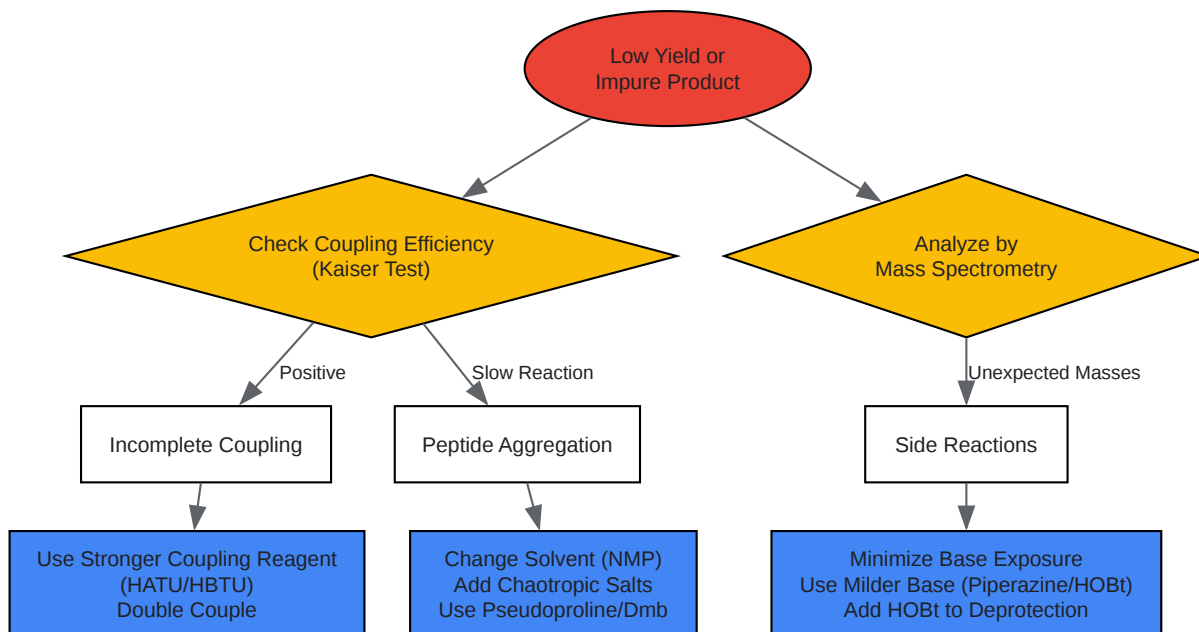 Low Yield or
Impure Product
Check Coupling Efficiency
(Kaiser Test)
Analyze by
Mass Spectrometry
Positive
Slow Reaction
Unexpected Masses
Incomplete Coupling
Peptide Aggregation
Side Reactions
Use Stronger Coupling Reagent
(HATU/HBTU)
Double Couple
Change Solvent (NMP)
Add Chaotropic Salts
Use Pseudoproline/Dmb
Minimize Base Exposure
Use Milder Base (Piperazine/HOBt)
Add HOBt to Deprotection